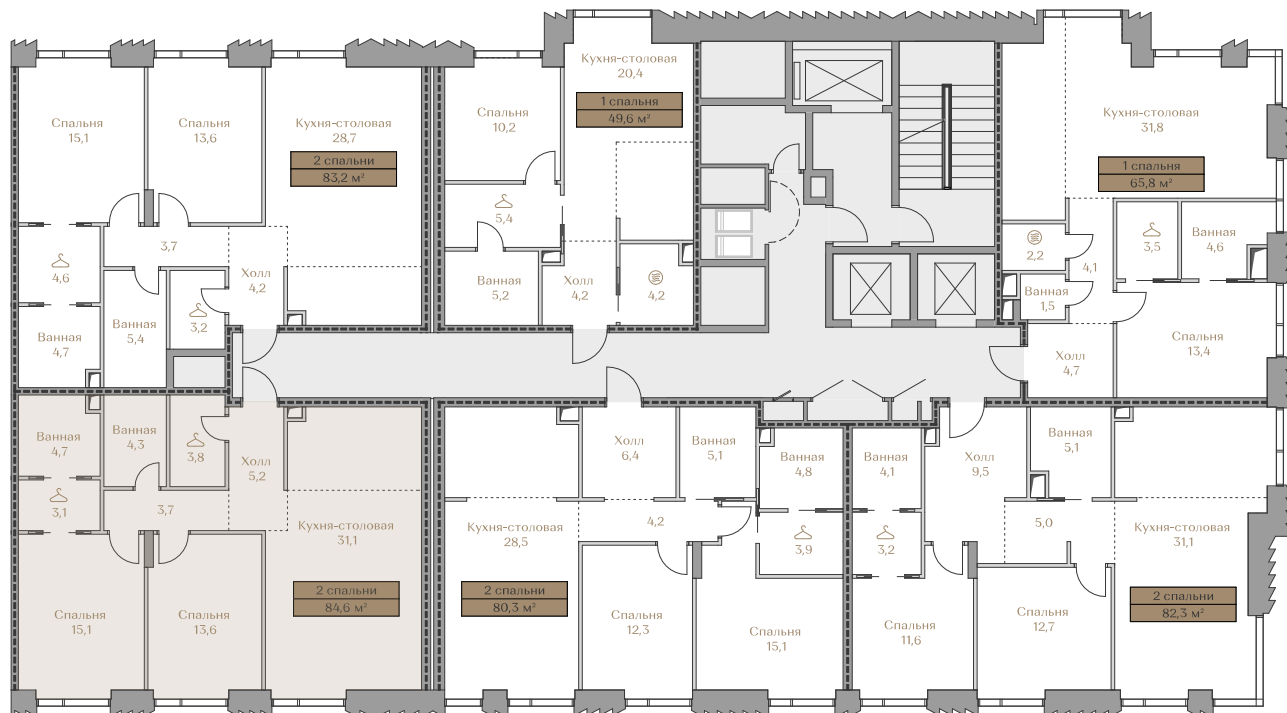 Спальня
15,1
Спальня
13,6
Кухня-столовая
28,7
2 спальни
83,2 м²
3,7
4,6
Холл
4,2
3,2
Ванная
4,7
Ванная
5,4
Кухня-столовая
20,4
1 спальня
49,6 м²
Спальня
10,2
5,4
Ванная
5,2
Холл
4,2
4,2
Кухня-столовая
31,8
1 спальня
65,8 м²
2,2
4,1
3,5
Ванная
4,6
Ванная
1,5
Холл
4,7
Спальня
13,4
Ванная
4,7
Ванная
4,3
3,8
Холл
5,2
3,1
3,7
Кухня-столовая
31,1
2 спальни
84,6 м²
Спальня
15,1
Спальня
13,6
Холл
6,4
Ванная
5,1
Ванная
4,8
Кухня-столовая
28,5
4,2
3,9
2 спальни
80,3 м²
Спальня
12,3
Спальня
15,1
Ванная
4,1
Холл
9,5
Ванная
5,1
3,2
5,0
Кухня-столовая
31,1
2 спальни
82,3 м²
Спальня
11,6
Спальня
12,7